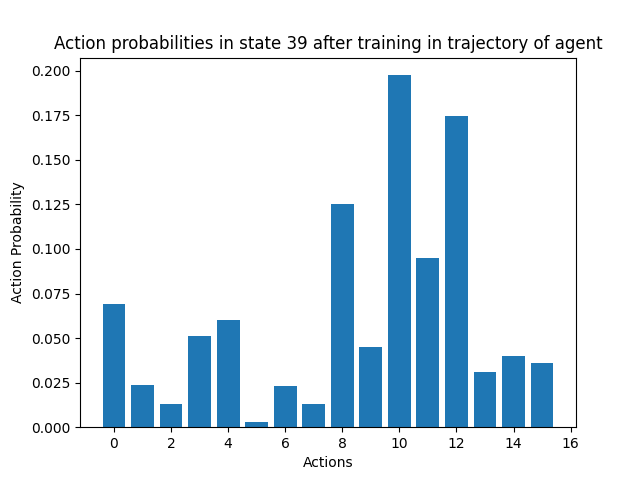 Action probabilities in state 39 after training in trajectory of agent
0.200
0.175
0.150
0.125
0.100
0.075
0.050
0.025
0.000
Action Probability
0 2 4 6 8 10 12 14 16
Actions